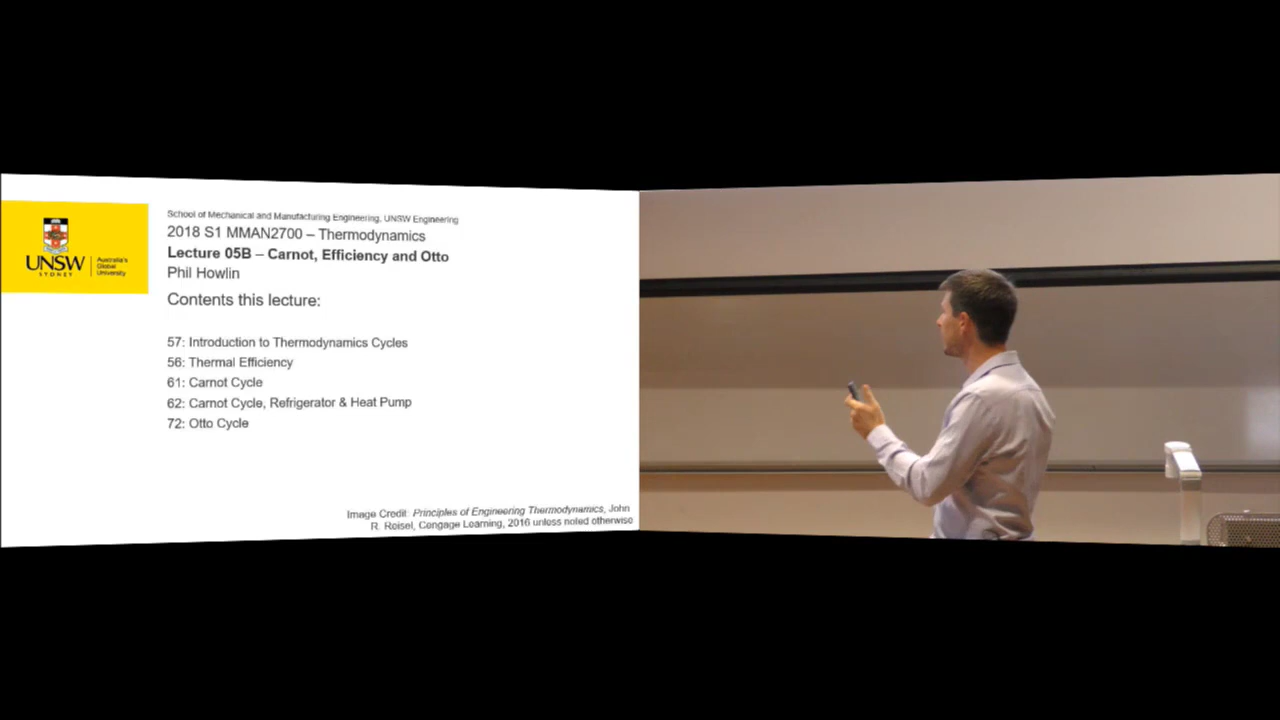 UNSW
SYDNEY
Australia's
Global
University
School of Mechanical and Manufacturing Engineering, UNSW Engineering
2018 S1 MMAN2700 – Thermodynamics
Lecture 05B – Carnot, Efficiency and Otto
Phil Howlin
Contents this lecture:
57: Introduction to Thermodynamics Cycles
56: Thermal Efficiency
61: Carnot Cycle
62: Carnot Cycle, Refrigerator & Heat Pump
72: Otto Cycle
Image Credit: Principles of Engineering Thermodynamics, John
R. Reisel, Cengage Learning, 2016 unless noted otherwise